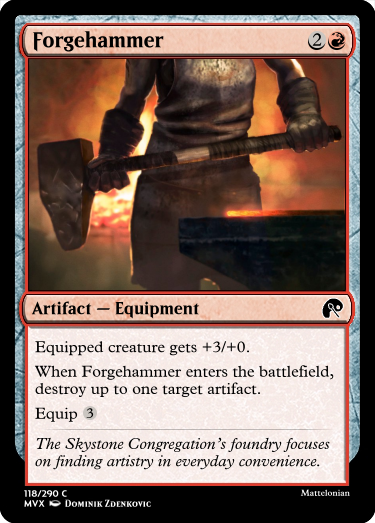 Forgehammer 2
Artifact — Equipment
Equipped creature gets +3/+0.
When Forgehammer enters the battlefield,
destroy up to one target artifact.
Equip 3
The Skystone Congregation's foundry focuses
on finding artistry in everyday convenience.
118/290 C
Mattelonian
MVX Dominik Zdenkovic